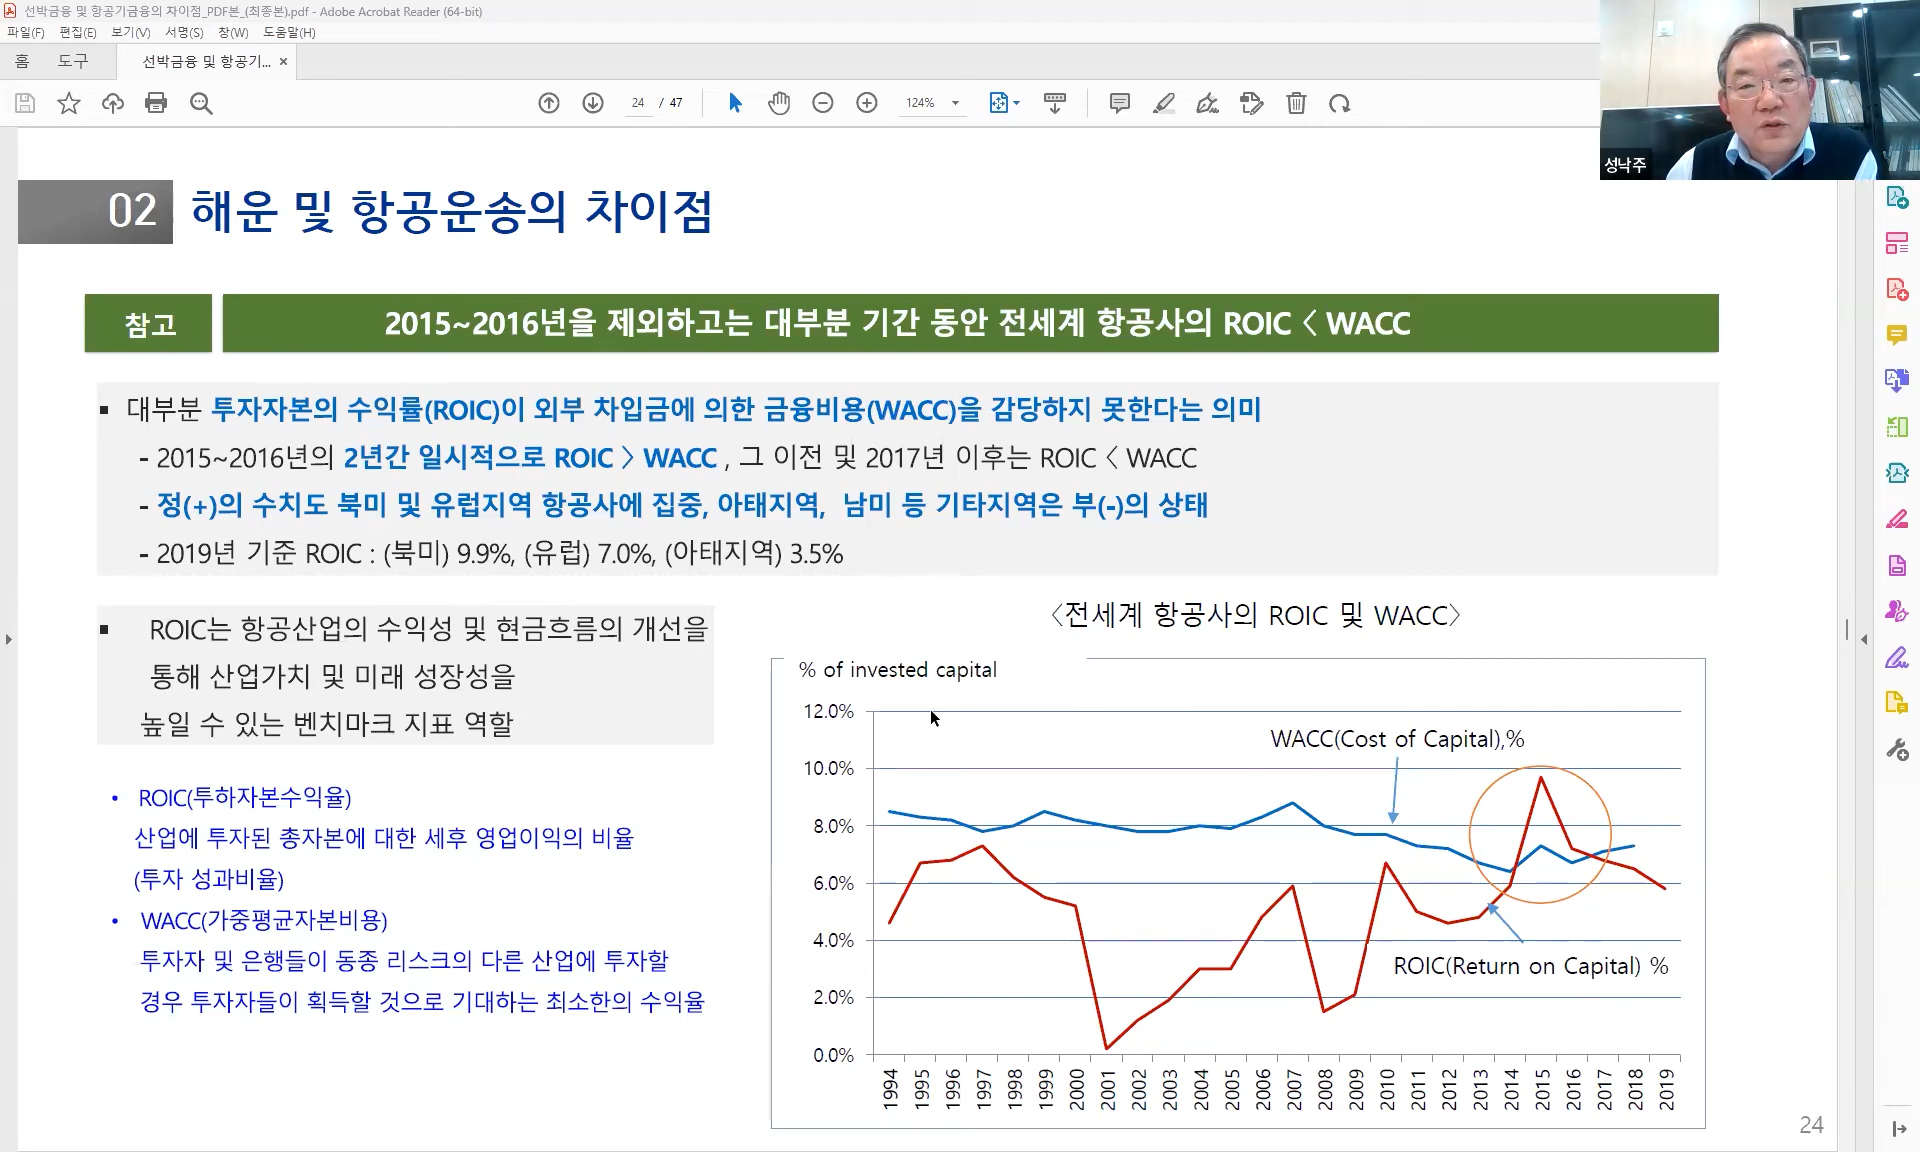 선박금융 및 항공기금융의 차이점_PDF본_(최종본).pdf - Adobe Acrobat Reader (64-bit)
파일(F) 편집(E) 보기(V) 서명(S) 창(W) 도움말(H)
홈 도구 선박금융 및 항공기... ×
24 / 47 124%
성낙주
02 해운 및 항공운송의 차이점
참고 2015~2016년을 제외하고는 대부분 기간 동안 전세계 항공사의 ROIC < WACC
▪ 대부분 투자자본의 수익률(ROIC)이 외부 차입금에 의한 금융비용(WACC)을 감당하지 못한다는 의미
- 2015~2016년의 2년간 일시적으로 ROIC > WACC , 그 이전 및 2017년 이후는 ROIC < WACC
- 정(+)의 수치도 북미 및 유럽지역 항공사에 집중, 아태지역, 남미 등 기타지역은 부(-)의 상태
- 2019년 기준 ROIC : (북미) 9.9%, (유럽) 7.0%, (아태지역) 3.5%
▪ ROIC는 항공산업의 수익성 및 현금흐름의 개선을
통해 산업가치 및 미래 성장성을
높일 수 있는 벤치마크 지표 역할
• ROIC(투하자본수익율)
산업에 투자된 총자본에 대한 세후 영업이익의 비율
(투자 성과비율)
• WACC(가중평균자본비용)
투자자 및 은행들이 동종 리스크의 다른 산업에 투자할
경우 투자자들이 획득할 것으로 기대하는 최소한의 수익율
<전세계 항공사의 ROIC 및 WACC>
% of invested capital
12.0%
10.0%
8.0%
6.0%
4.0%
2.0%
0.0%
WACC(Cost of Capital),%
ROIC(Return on Capital) %
1994 1995 1996 1997 1998 1999 2000 2001 2002 2003 2004 2005 2006 2007 2008 2009 2010 2011 2012 2013 2014 2015 2016 2017 2018 2019
24